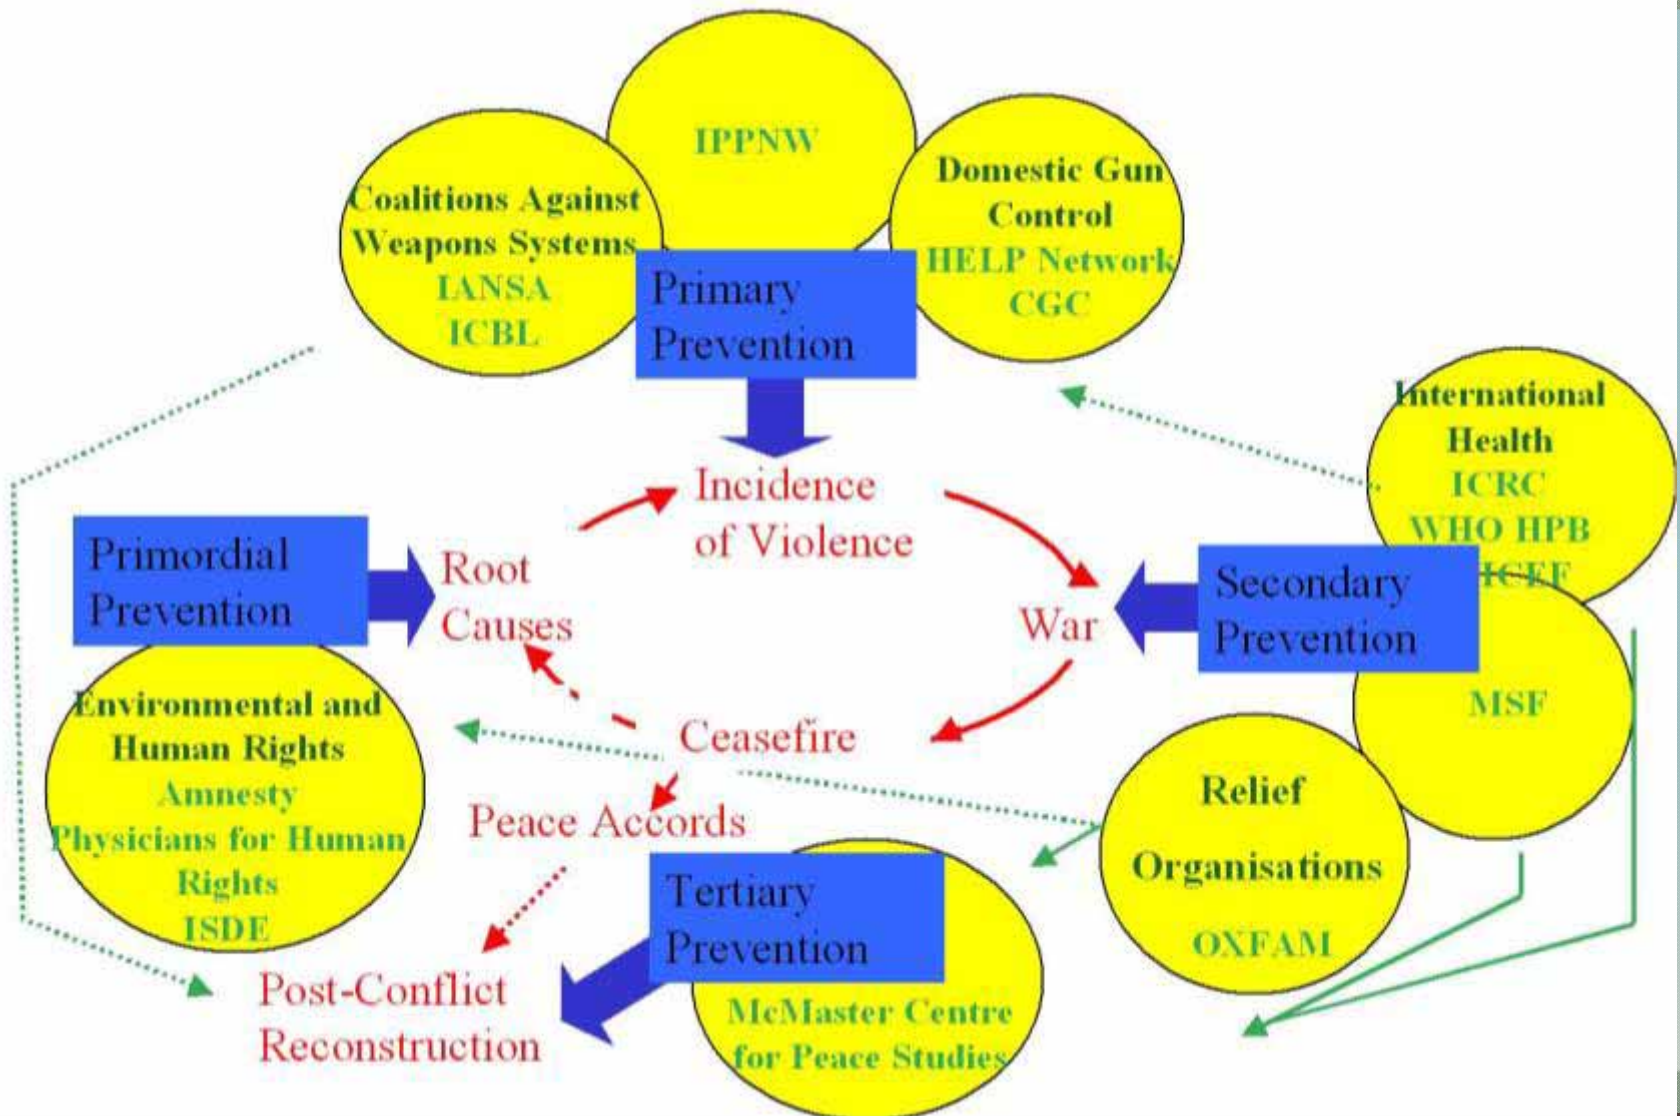 IPPNW
Coalitions Against
Weapons Systems
IANSA
ICBL
Domestic Gun
Control
HELP Network
CGC
Primary
Prevention
International
Health
ICRC
WHO HPB
ICEF
Incidence
of Violence
Primordial
Prevention
Root
Causes
War
Secondary
Prevention
MSF
Environmental and
Human Rights
Amnesty
Physicians for Human
Rights
ISDE
Ceasefire
Peace Accords
Relief
Organisations
OXFAM
Tertiary
Prevention
McMaster Centre
for Peace Studies
Post-Conflict
Reconstruction